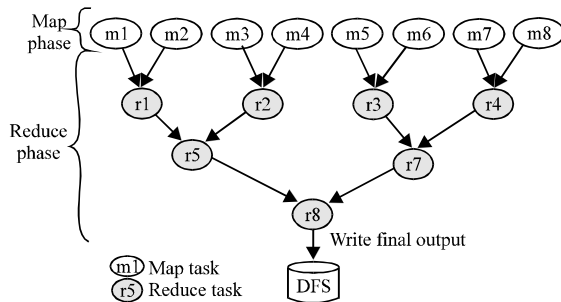 Map
phase
m1 m2 m3 m4 m5 m6 m7 m8
r1 r2 r3 r4
Reduce
phase
r5 r7
r8
Write final output
DFS
m1 Map task
r5 Reduce task